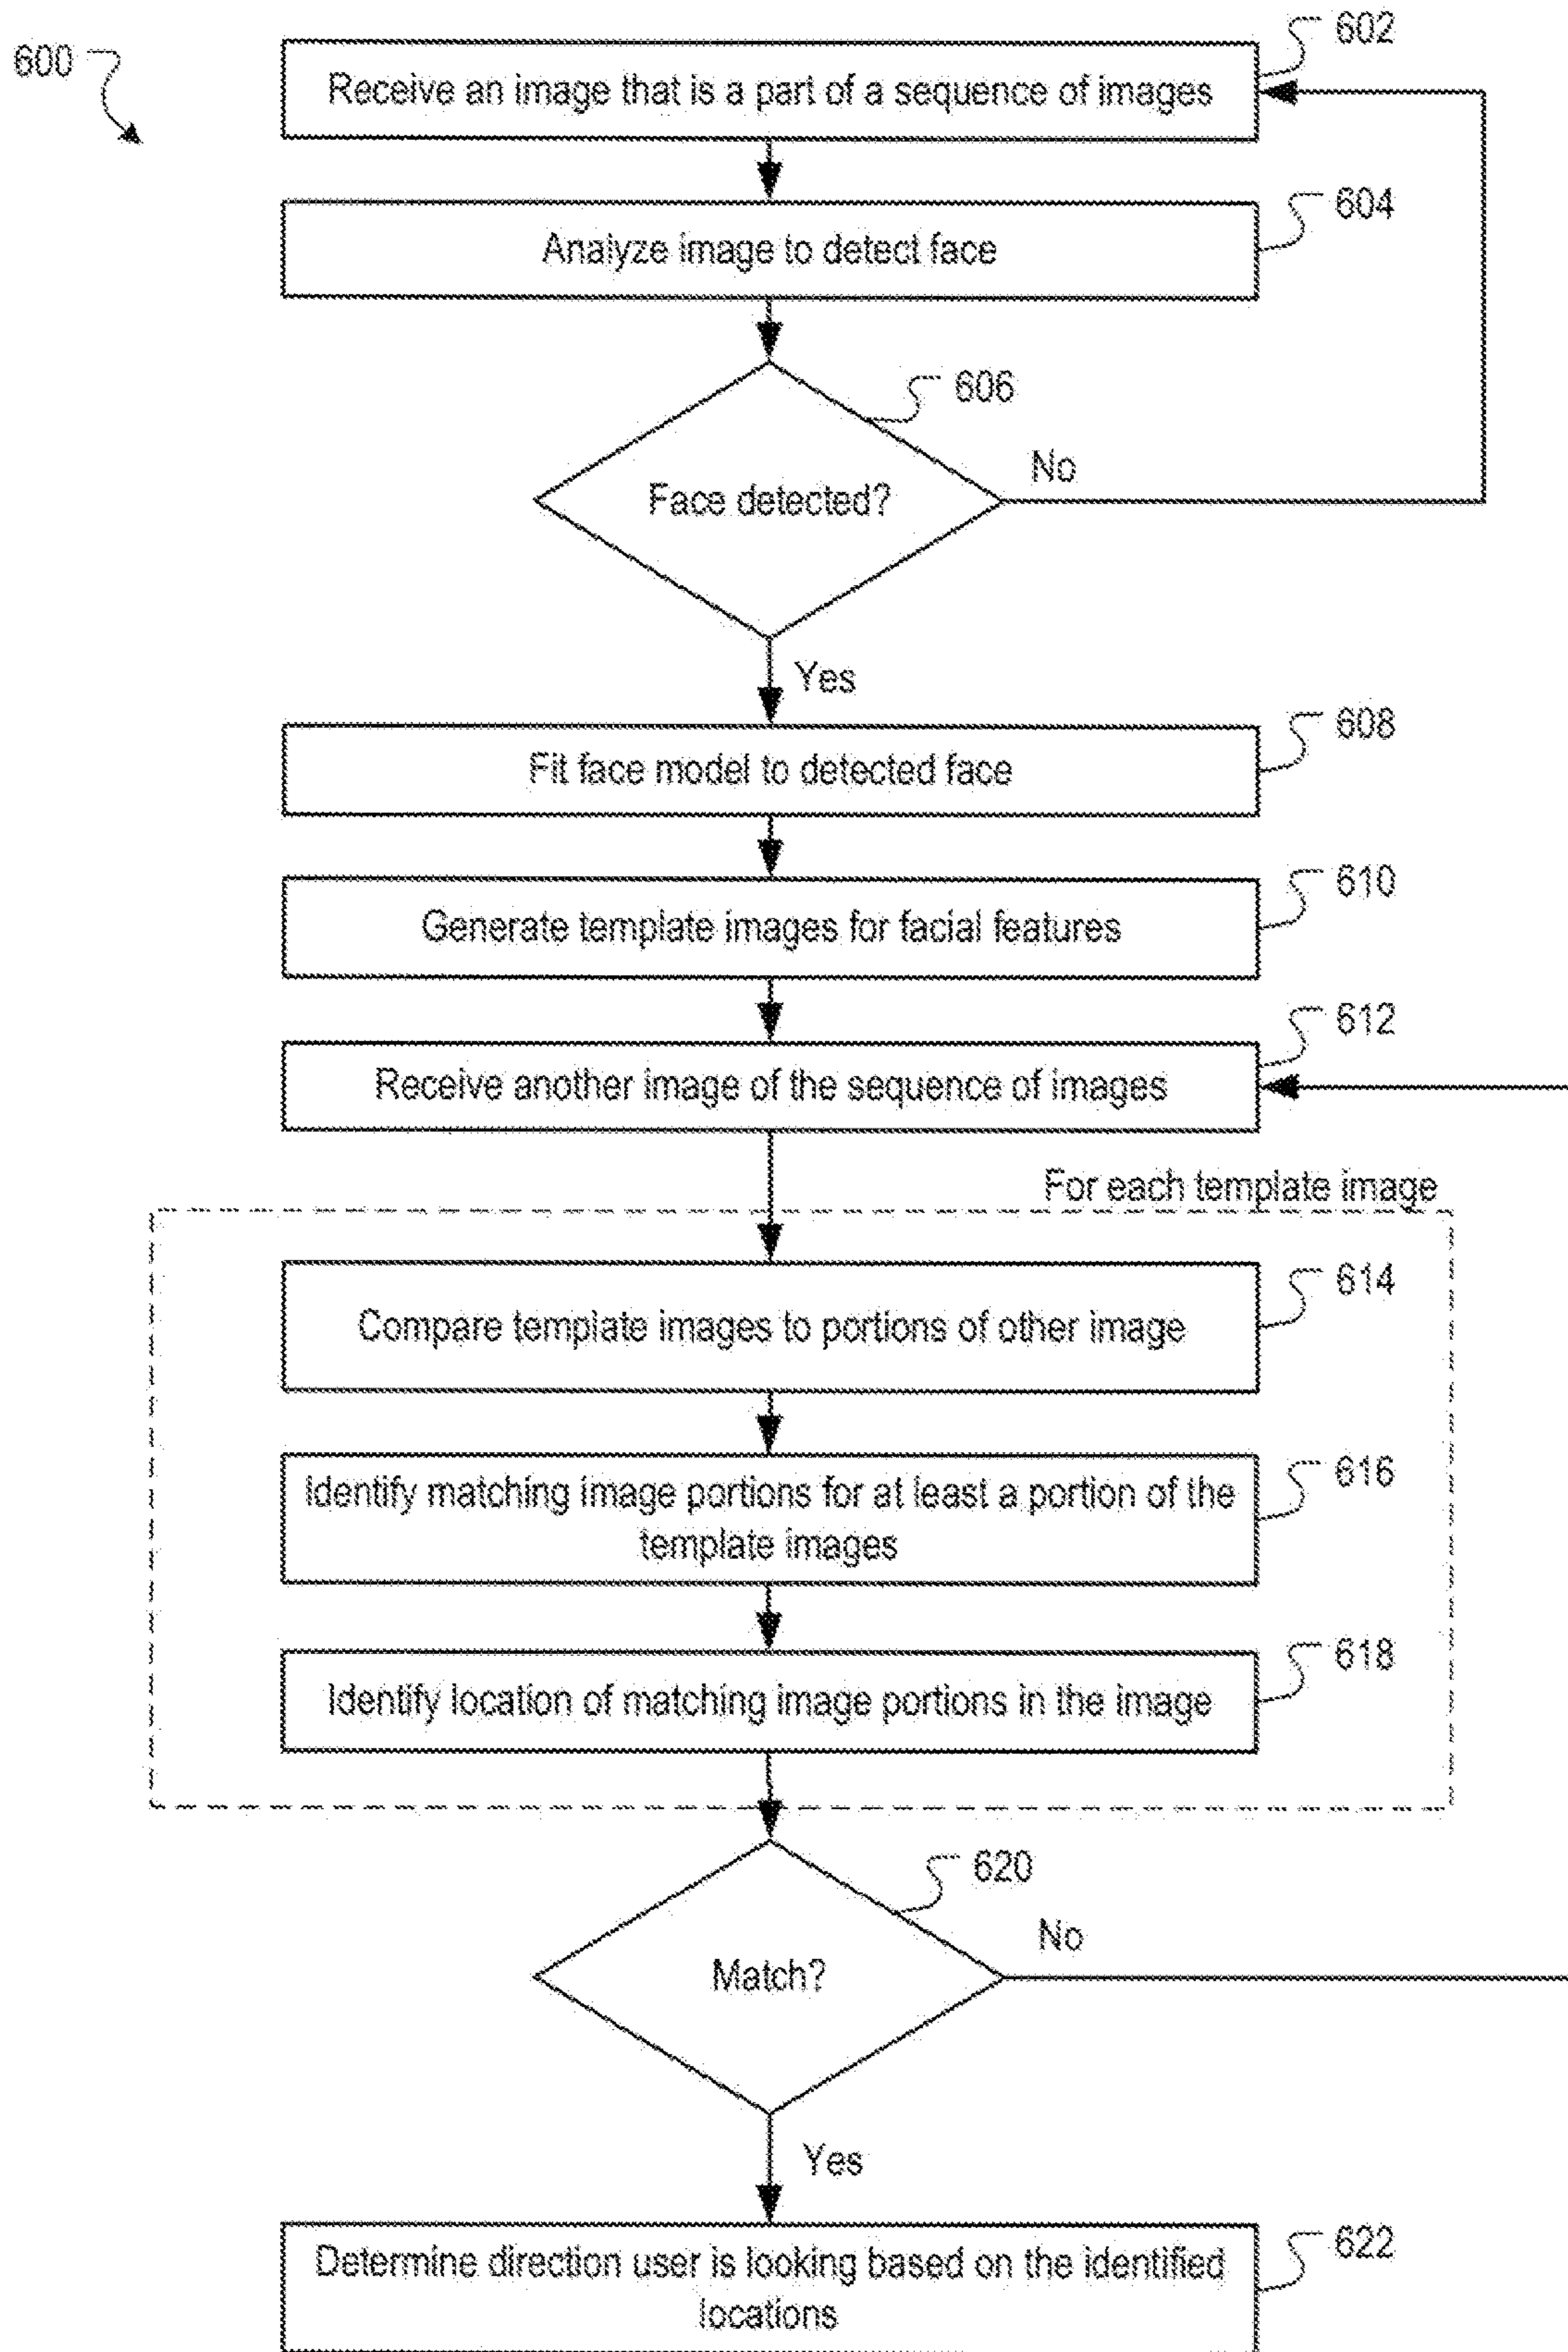 600
602
Receive an image that is a part of a sequence of images
604
Analyze image to detect face
606
Face detected?
No
Yes
608
Fit face model to detected face
610
Generate template images for facial features
612
Receive another image of the sequence of images
For each template image
614
Compare template images to portions of other image
616
Identify matching image portions for at least a portion of the
template images
618
Identify location of matching image portions in the image
620
Match?
No
Yes
622
Determine direction user is looking based on the identified
locations